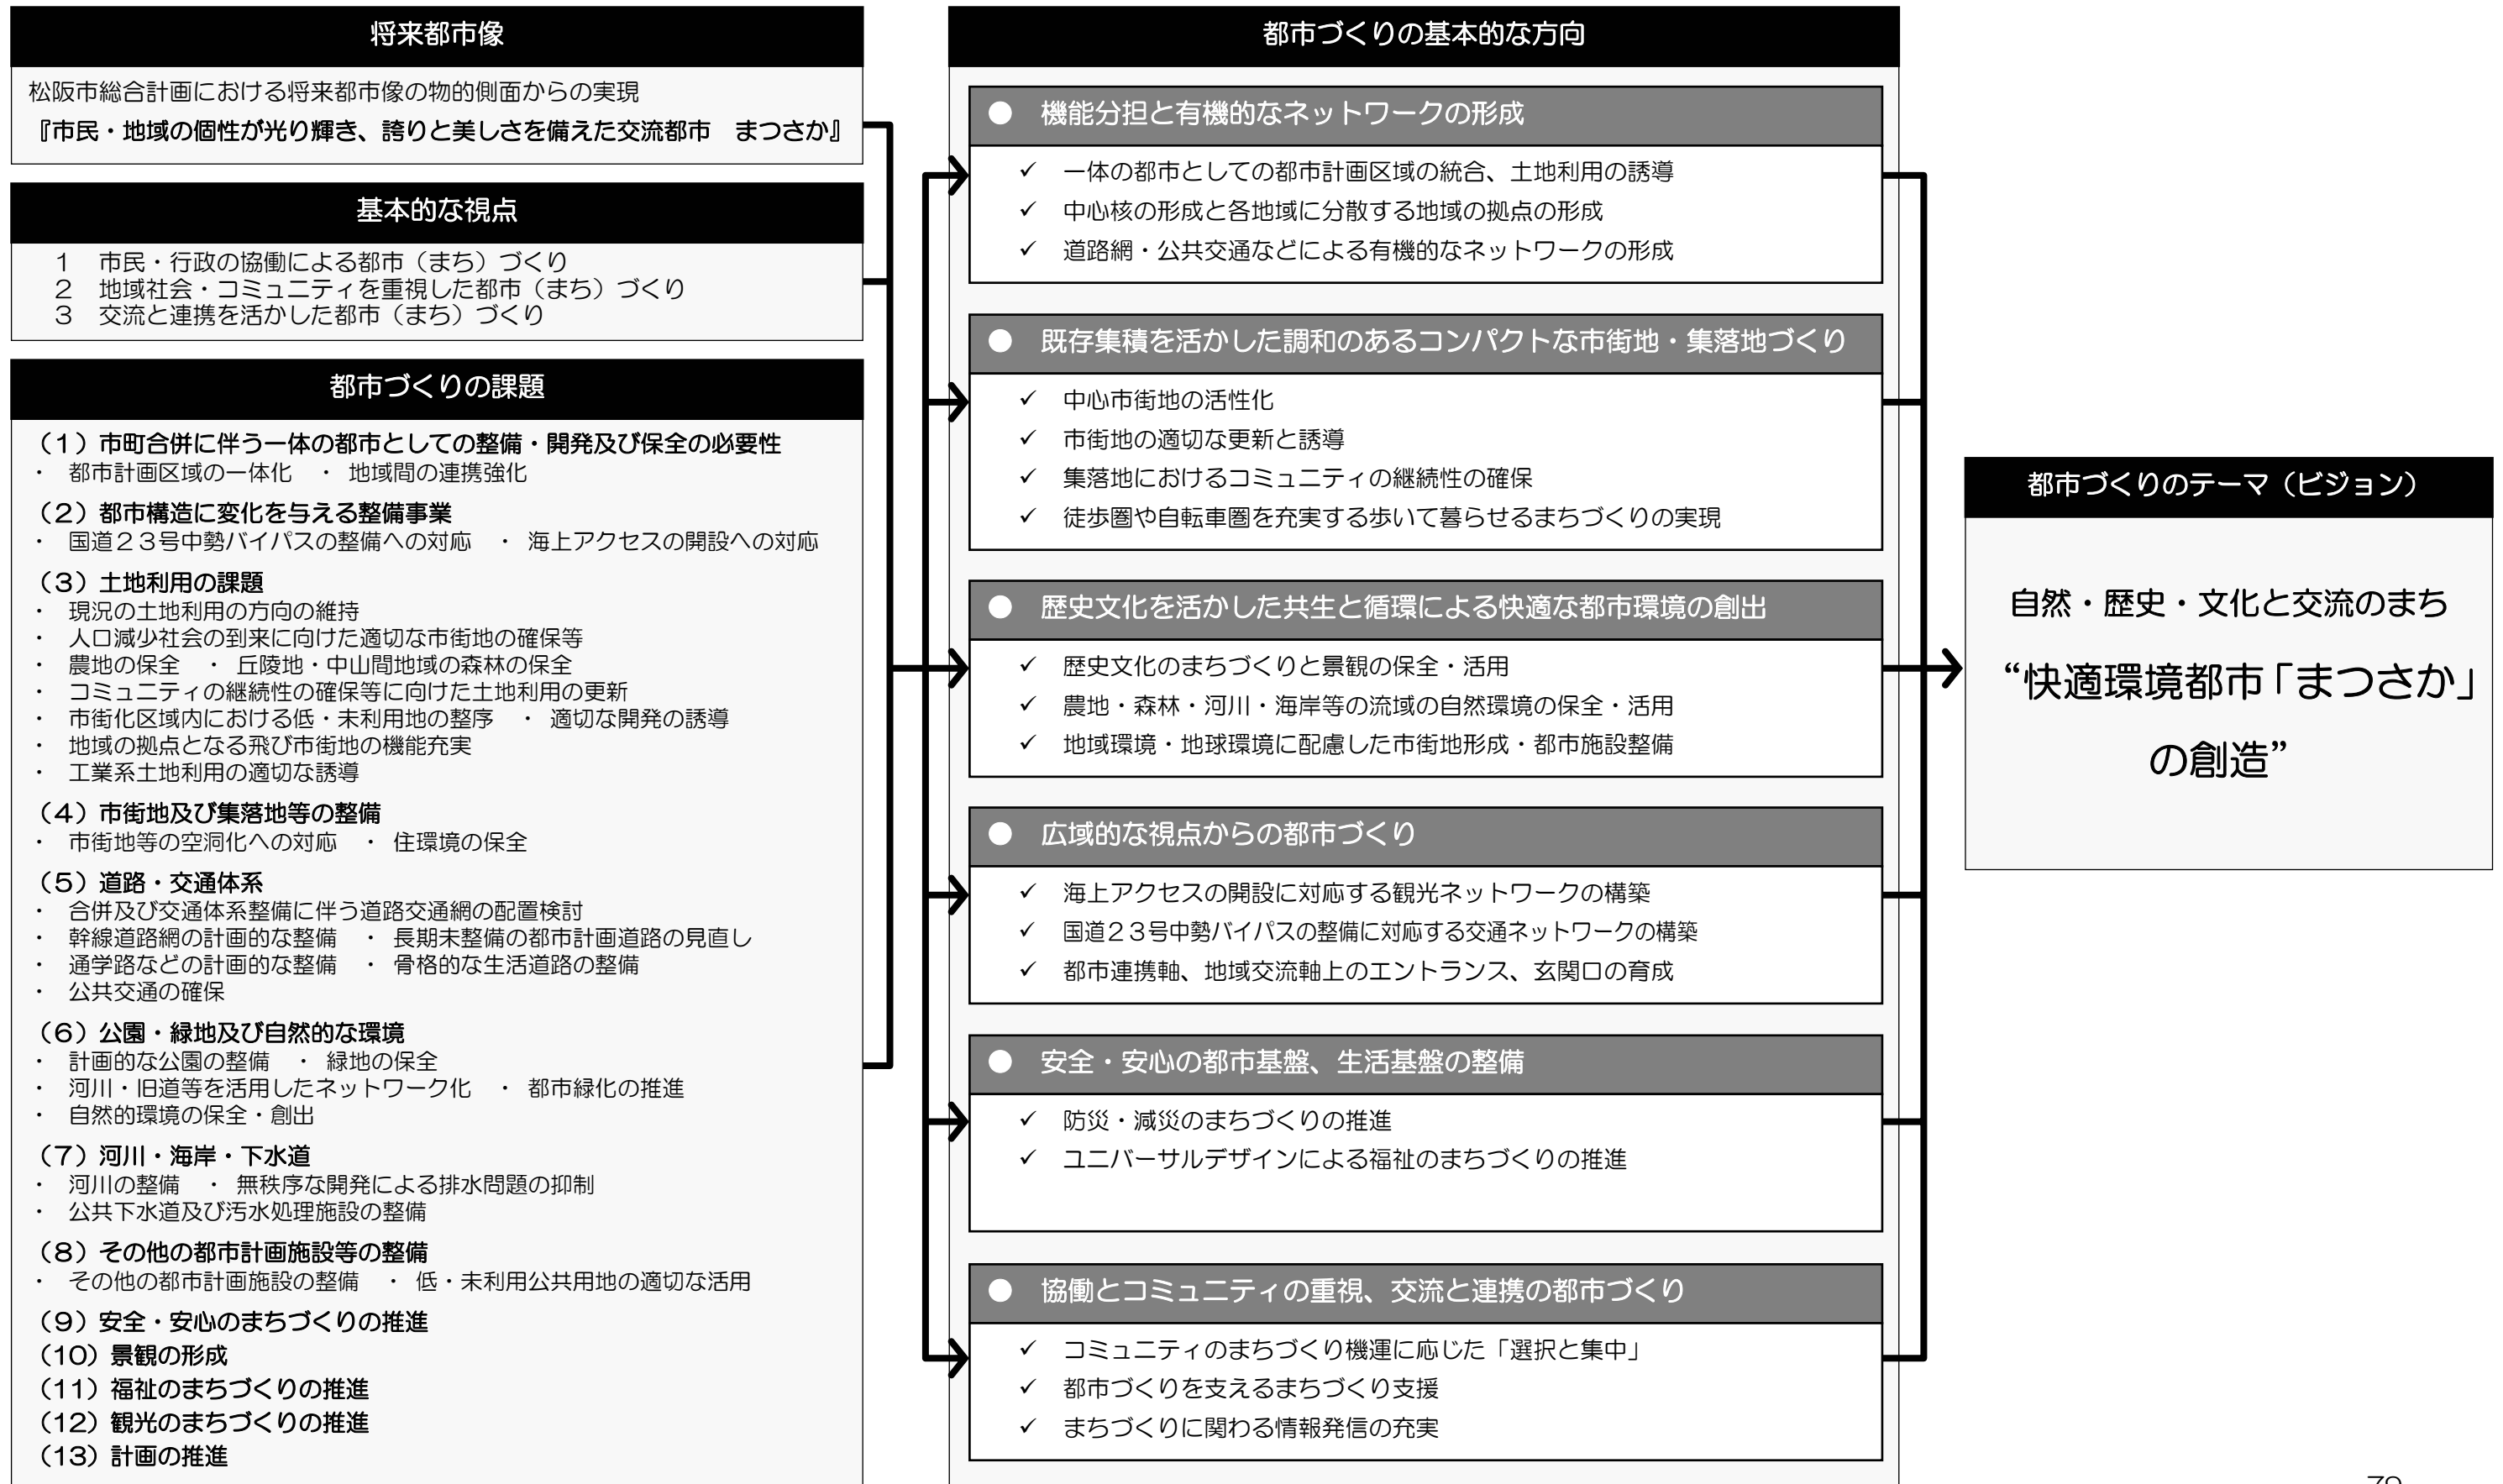 将来都市像
松阪市総合計画における将来都市像の物的側面からの実現
『市民・地域の個性が光り輝き、誇りと美しさを備えた交流都市　まつさか』
基本的な視点
１　市民・行政の協働による都市（まち）づくり
２　地域社会・コミュニティを重視した都市（まち）づくり
３　交流と連携を活かした都市（まち）づくり
都市づくりの課題
（１）市町合併に伴う一体の都市としての整備・開発及び保全の必要性
・　都市計画区域の一体化　・　地域間の連携強化
（２）都市構造に変化を与える整備事業
・　国道２３号中勢バイパスの整備への対応　・　海上アクセスの開設への対応
（３）土地利用の課題
・　現況の土地利用の方向の維持
・　人口減少社会の到来に向けた適切な市街地の確保等
・　農地の保全　・　丘陵地・中山間地域の森林の保全
・　コミュニティの継続性の確保等に向けた土地利用の更新
・　市街化区域内における低・未利用地の整序　・　適切な開発の誘導
・　地域の拠点となる飛び市街地の機能充実
・　工業系土地利用の適切な誘導
（４）市街地及び集落地等の整備
・　市街地等の空洞化への対応　・　住環境の保全
（５）道路・交通体系
・　合併及び交通体系整備に伴う道路交通網の配置検討
・　幹線道路網の計画的な整備　・　長期未整備の都市計画道路の見直し
・　通学路などの計画的な整備　・　骨格的な生活道路の整備
・　公共交通の確保
（６）公園・緑地及び自然的な環境
・　計画的な公園の整備　・　緑地の保全
・　河川・旧道等を活用したネットワーク化　・　都市緑化の推進
・　自然的環境の保全・創出
（７）河川・海岸・下水道
・　河川の整備　・　無秩序な開発による排水問題の抑制
・　公共下水道及び汚水処理施設の整備
（８）その他の都市計画施設等の整備
・　その他の都市計画施設の整備　・　低・未利用公共用地の適切な活用
（９）安全・安心のまちづくりの推進
（10）景観の形成
（11）福祉のまちづくりの推進
（12）観光のまちづくりの推進
（13）計画の推進
都市づくりの基本的な方向
●　機能分担と有機的なネットワークの形成
✓　一体の都市としての都市計画区域の統合、土地利用の誘導
✓　中心核の形成と各地域に分散する地域の拠点の形成
✓　道路網・公共交通などによる有機的なネットワークの形成
●　既存集積を活かした調和のあるコンパクトな市街地・集落地づくり
✓　中心市街地の活性化
✓　市街地の適切な更新と誘導
✓　集落地におけるコミュニティの継続性の確保
✓　徒歩圏や自転車圏を充実する歩いて暮らせるまちづくりの実現
●　歴史文化を活かした共生と循環による快適な都市環境の創出
✓　歴史文化のまちづくりと景観の保全・活用
✓　農地・森林・河川・海岸等の流域の自然環境の保全・活用
✓　地域環境・地球環境に配慮した市街地形成・都市施設整備
●　広域的な視点からの都市づくり
✓　海上アクセスの開設に対応する観光ネットワークの構築
✓　国道２３号中勢バイパスの整備に対応する交通ネットワークの構築
✓　都市連携軸、地域交流軸上のエントランス、玄関口の育成
●　安全・安心の都市基盤、生活基盤の整備
✓　防災・減災のまちづくりの推進
✓　ユニバーサルデザインによる福祉のまちづくりの推進
●　協働とコミュニティの重視、交流と連携の都市づくり
✓　コミュニティのまちづくり機運に応じた「選択と集中」
✓　都市づくりを支えるまちづくり支援
✓　まちづくりに関わる情報発信の充実
都市づくりのテーマ（ビジョン）
自然・歴史・文化と交流のまち
“快適環境都市「まつさか」
の創造”